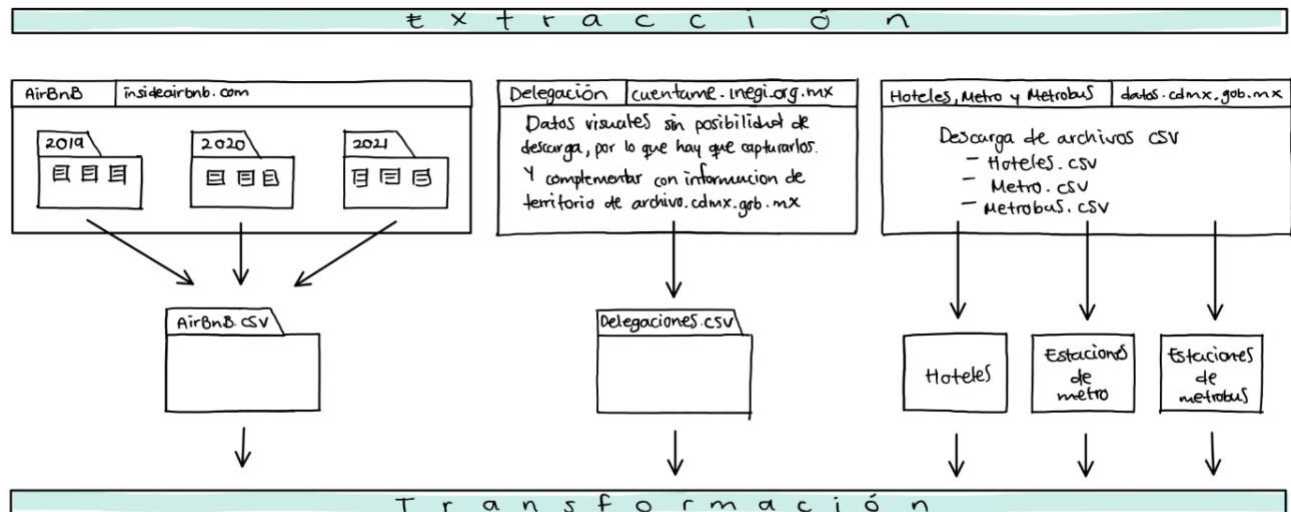 Extracción
AirBnB
insideairbnb.com
2019
2020
2021
AirBnB.csv
Delegación
cuentame.inegi.org.mx
Datos visuales sin posibilidad de
descarga, por lo que hay que capturarlos.
Y complementar con informacion de
territorio de archivo.cdmx.gob.mx
Delegaciones.csv
Hoteles, Metro y Metrobus
datos.cdmx.gob.mx
Descarga de archivos CSV
- Hoteles.csv
- Metro.csv
- Metrobus.csv
Hoteles
Estaciones
de
metro
Estaciones
de
metrobus
Transformación